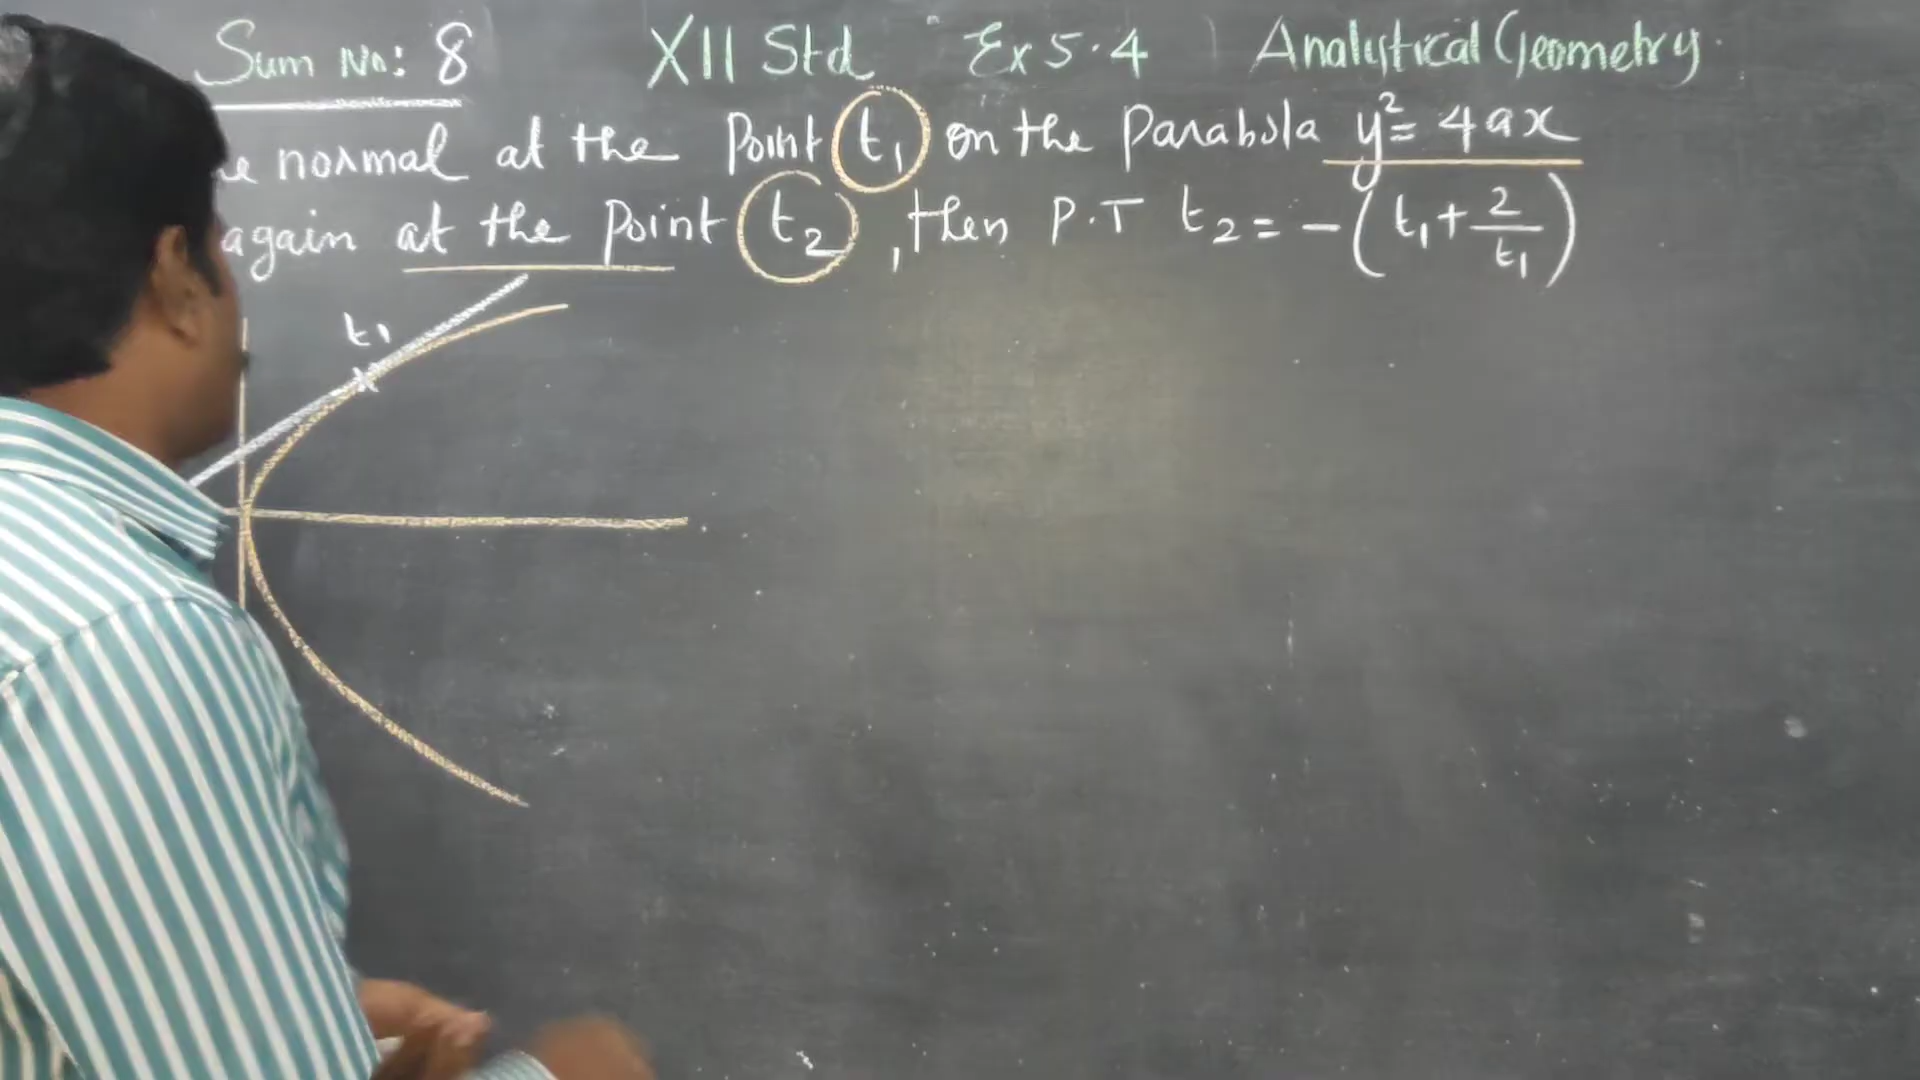 Sum No: 8 XII Std Ex 5.4 Analytical Geometry
normal at the Point t₁ on the Parabola y² = 4ax
again at the Point t₂, then P.T t₂ = -(t₁ + 2/t₁)
t₁